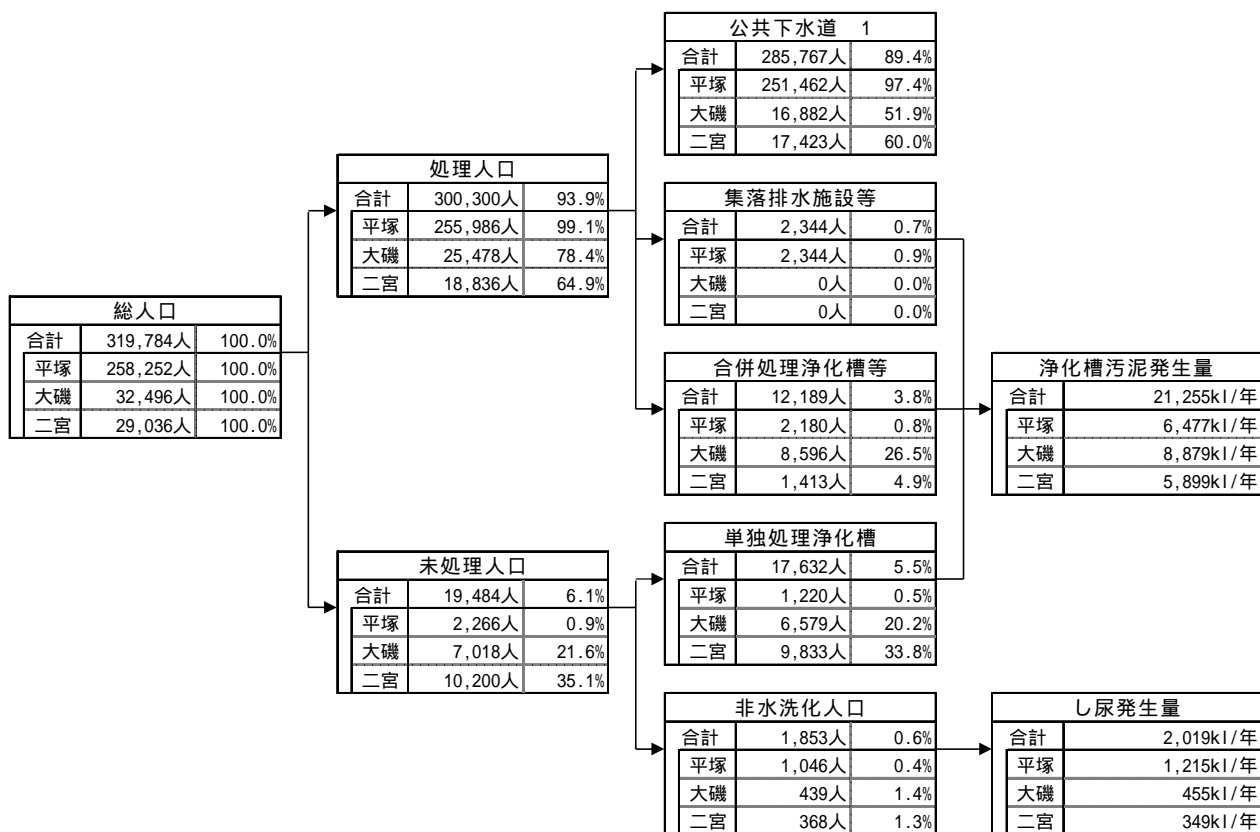 総人口
合計 319,784人 100.0%
平塚 258,252人 100.0%
大磯 32,496人 100.0%
二宮 29,036人 100.0%
処理人口
合計 300,300人 93.9%
平塚 255,986人 99.1%
大磯 25,478人 78.4%
二宮 18,836人 64.9%
未処理人口
合計 19,484人 6.1%
平塚 2,266人 0.9%
大磯 7,018人 21.6%
二宮 10,200人 35.1%
公共下水道 1
合計 285,767人 89.4%
平塚 251,462人 97.4%
大磯 16,882人 51.9%
二宮 17,423人 60.0%
集落排水施設等
合計 2,344人 0.7%
平塚 2,344人 0.9%
大磯 0人 0.0%
二宮 0人 0.0%
合併処理浄化槽等
合計 12,189人 3.8%
平塚 2,180人 0.8%
大磯 8,596人 26.5%
二宮 1,413人 4.9%
単独処理浄化槽
合計 17,632人 5.5%
平塚 1,220人 0.5%
大磯 6,579人 20.2%
二宮 9,833人 33.8%
非水洗化人口
合計 1,853人 0.6%
平塚 1,046人 0.4%
大磯 439人 1.4%
二宮 368人 1.3%
浄化槽汚泥発生量
合計 21,255kl/年
平塚 6,477kl/年
大磯 8,879kl/年
二宮 5,899kl/年
し尿発生量
合計 2,019kl/年
平塚 1,215kl/年
大磯 455kl/年
二宮 349kl/年